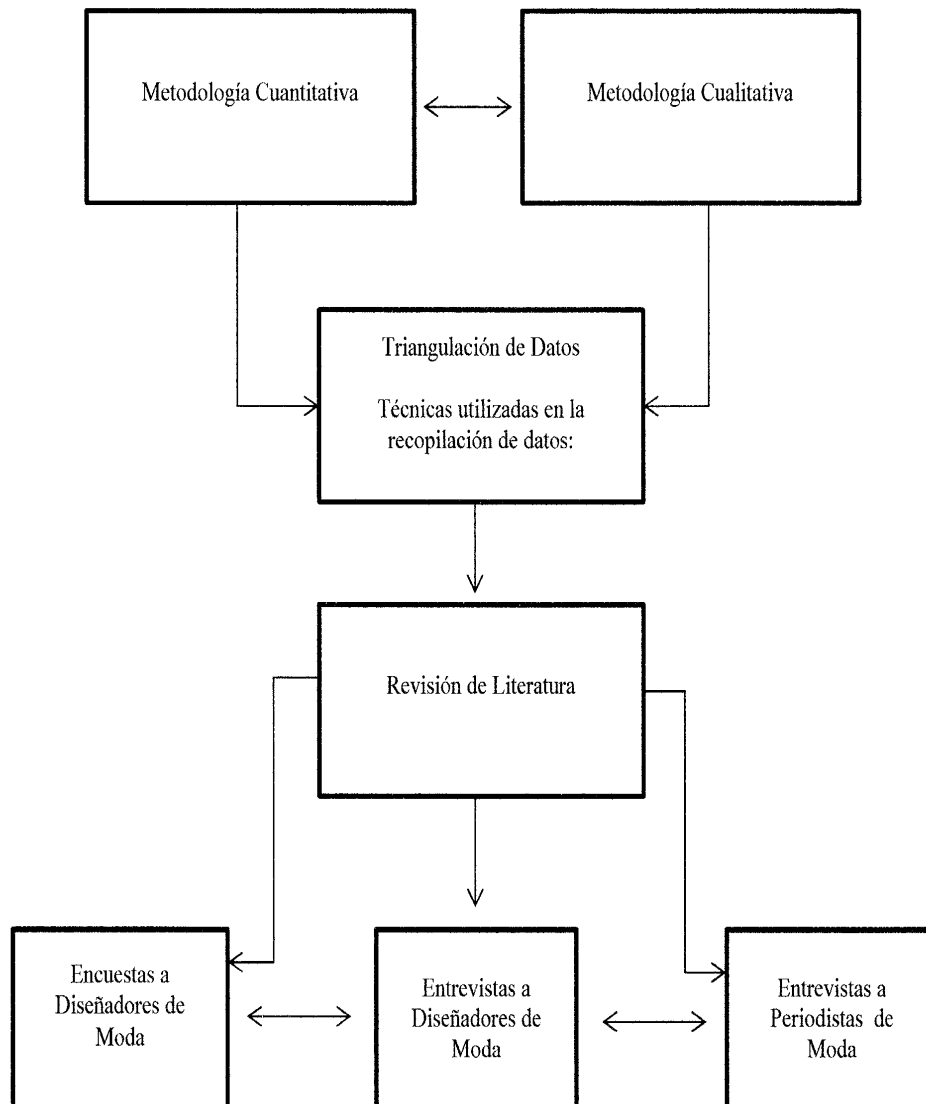 Metodología Cuantitativa
Metodología Cualitativa
Triangulación de Datos
Técnicas utilizadas en la
recopilación de datos:
Revisión de Literatura
Encuestas a
Diseñadores de
Moda
Entrevistas a
Diseñadores de
Moda
Entrevistas a
Periodistas de
Moda